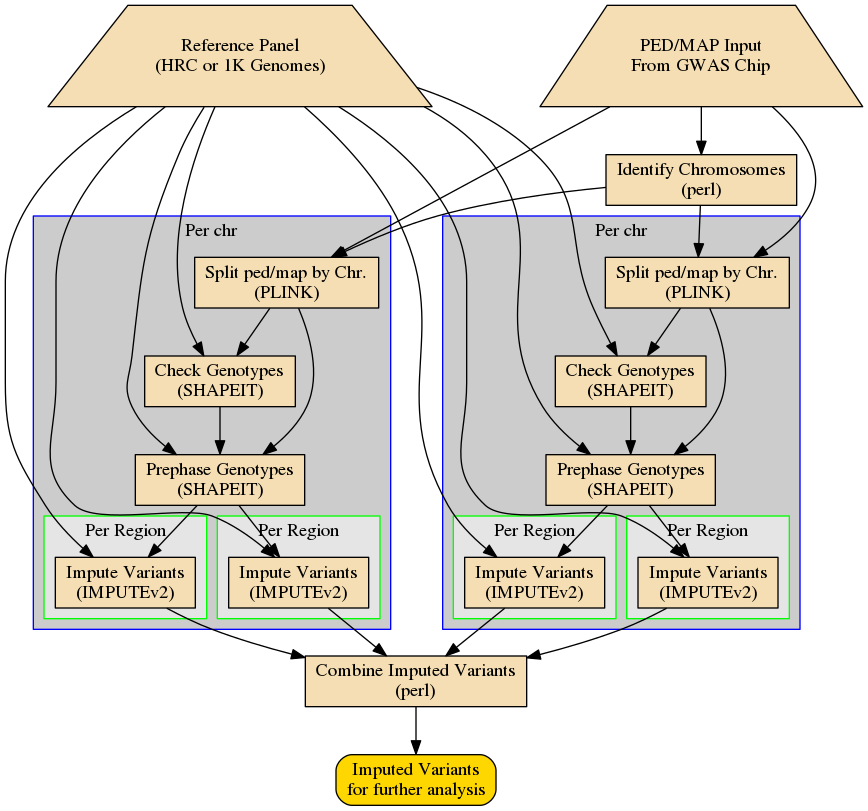 Reference Panel
(HRC or 1K Genomes)
PED/MAP Input
From GWAS Chip
Identify Chromosomes
(perl)
Per chr
Per chr
Split ped/map by Chr.
(PLINK)
Split ped/map by Chr.
(PLINK)
Check Genotypes
(SHAPEIT)
Check Genotypes
(SHAPEIT)
Prephase Genotypes
(SHAPEIT)
Prephase Genotypes
(SHAPEIT)
Per Region
Per Region
Per Region
Per Region
Impute Variants
(IMPUTEv2)
Impute Variants
(IMPUTEv2)
Impute Variants
(IMPUTEv2)
Impute Variants
(IMPUTEv2)
Combine Imputed Variants
(perl)
Imputed Variants
for further analysis